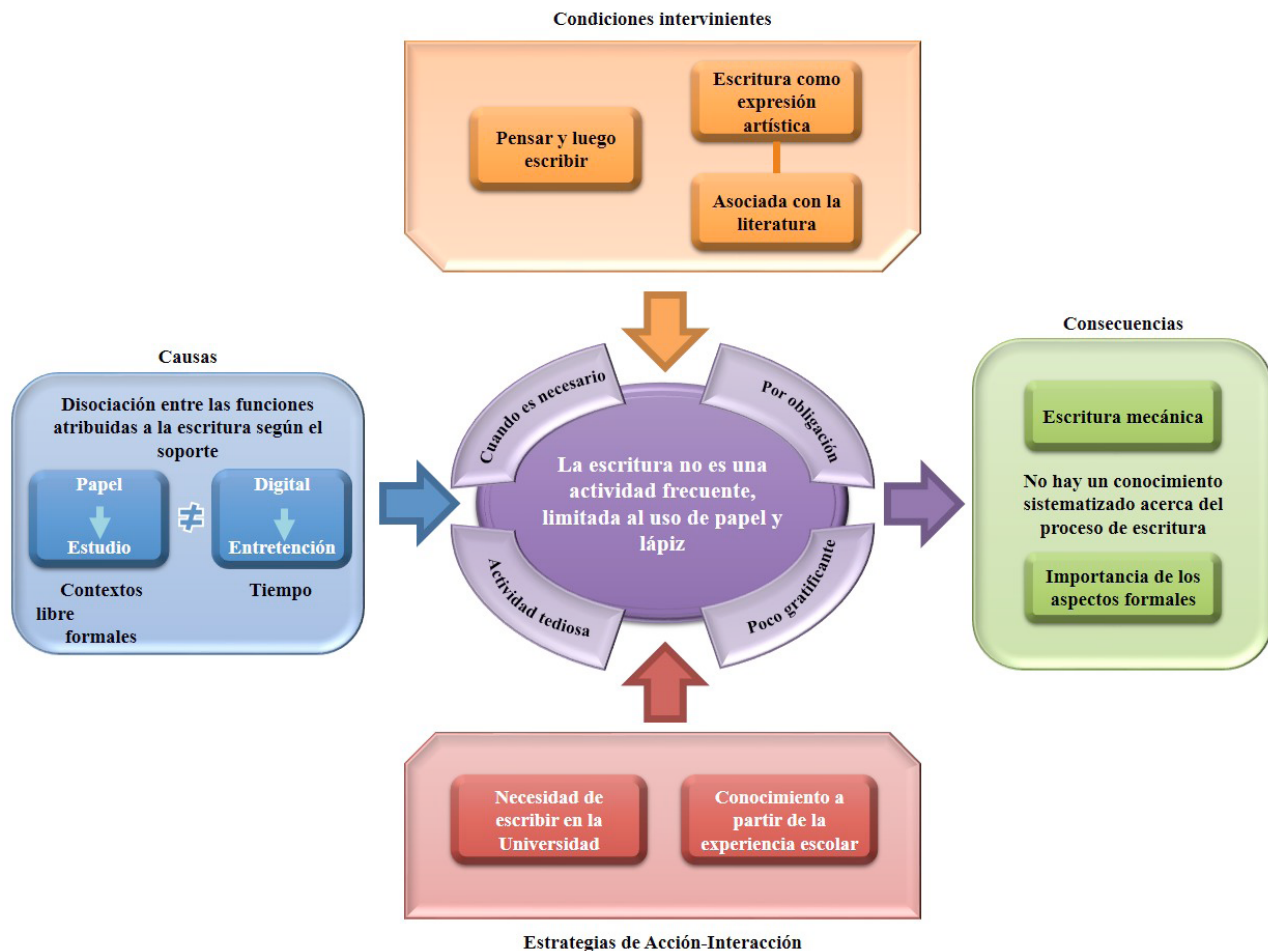 Condiciones intervinientes
Pensar y luego
escribir
Escritura como
expresión
artística
Asociada con la
literatura
Causas
Disociación entre las funciones
atribuidas a la escritura según el
soporte
Papel
Estudio
≠
Digital
Entretención
Contextos Tiempo
libre
formales
Cuando es necesario
Por obligación
La escritura no es una
actividad frecuente,
limitada al uso de papel y
lápiz
Actividad tediosa
Poco gratificante
Consecuencias
Escritura mecánica
No hay un conocimiento
sistematizado acerca del
proceso de escritura
Importancia de los
aspectos formales
Necesidad de
escribir en la
Universidad
Conocimiento a
partir de la
experiencia escolar
Estrategias de Acción-Interacción